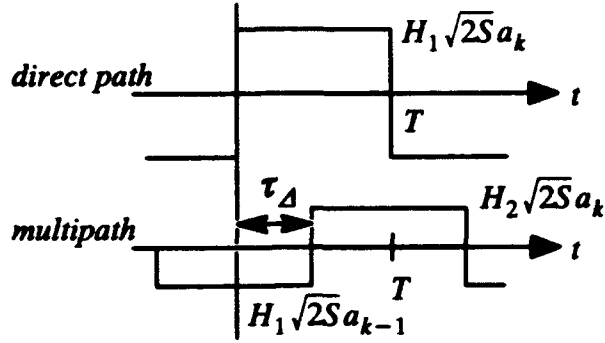 H₁√2S aₖ
direct path
t
T
τ_Δ
H₂√2S aₖ
multipath
t
T
H₁√2S aₖ₋₁